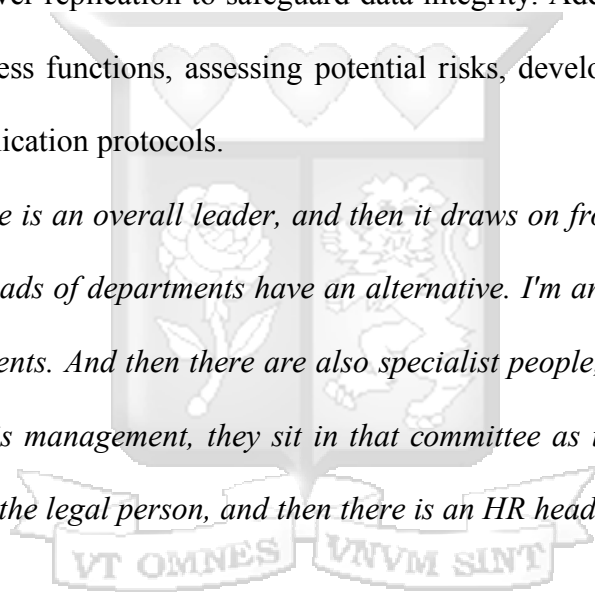 ver replication to safeguard data integrity. Add
ess functions, assessing potential risks, develo
ication protocols.
e is an overall leader, and then it draws on fro
ads of departments have an alternative. I'm an
ents. And then there are also specialist people,
is management, they sit in that committee as t
the legal person, and then there is an HR head
VT OMNES VNVM SINT